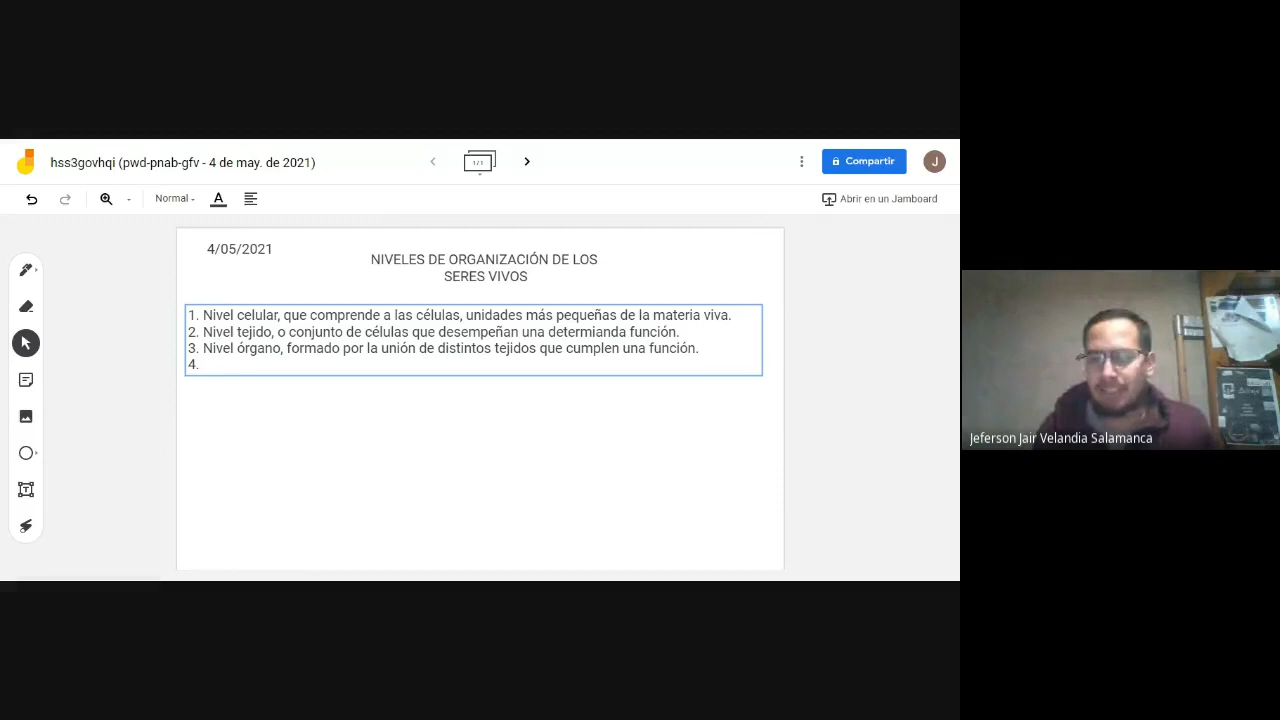 hss3govhqi (pwd-pnab-gfv - 4 de may. de 2021)
1/1
Compartir
J
Normal
A
Abrir en un Jamboard
4/05/2021
NIVELES DE ORGANIZACIÓN DE LOS
SERES VIVOS
1. Nivel celular, que comprende a las células, unidades más pequeñas de la materia viva.
2. Nivel tejido, o conjunto de células que desempeñan una determianda función.
3. Nivel órgano, formado por la unión de distintos tejidos que cumplen una función.
4.
T
Jeferson Jair Velandia Salamanca